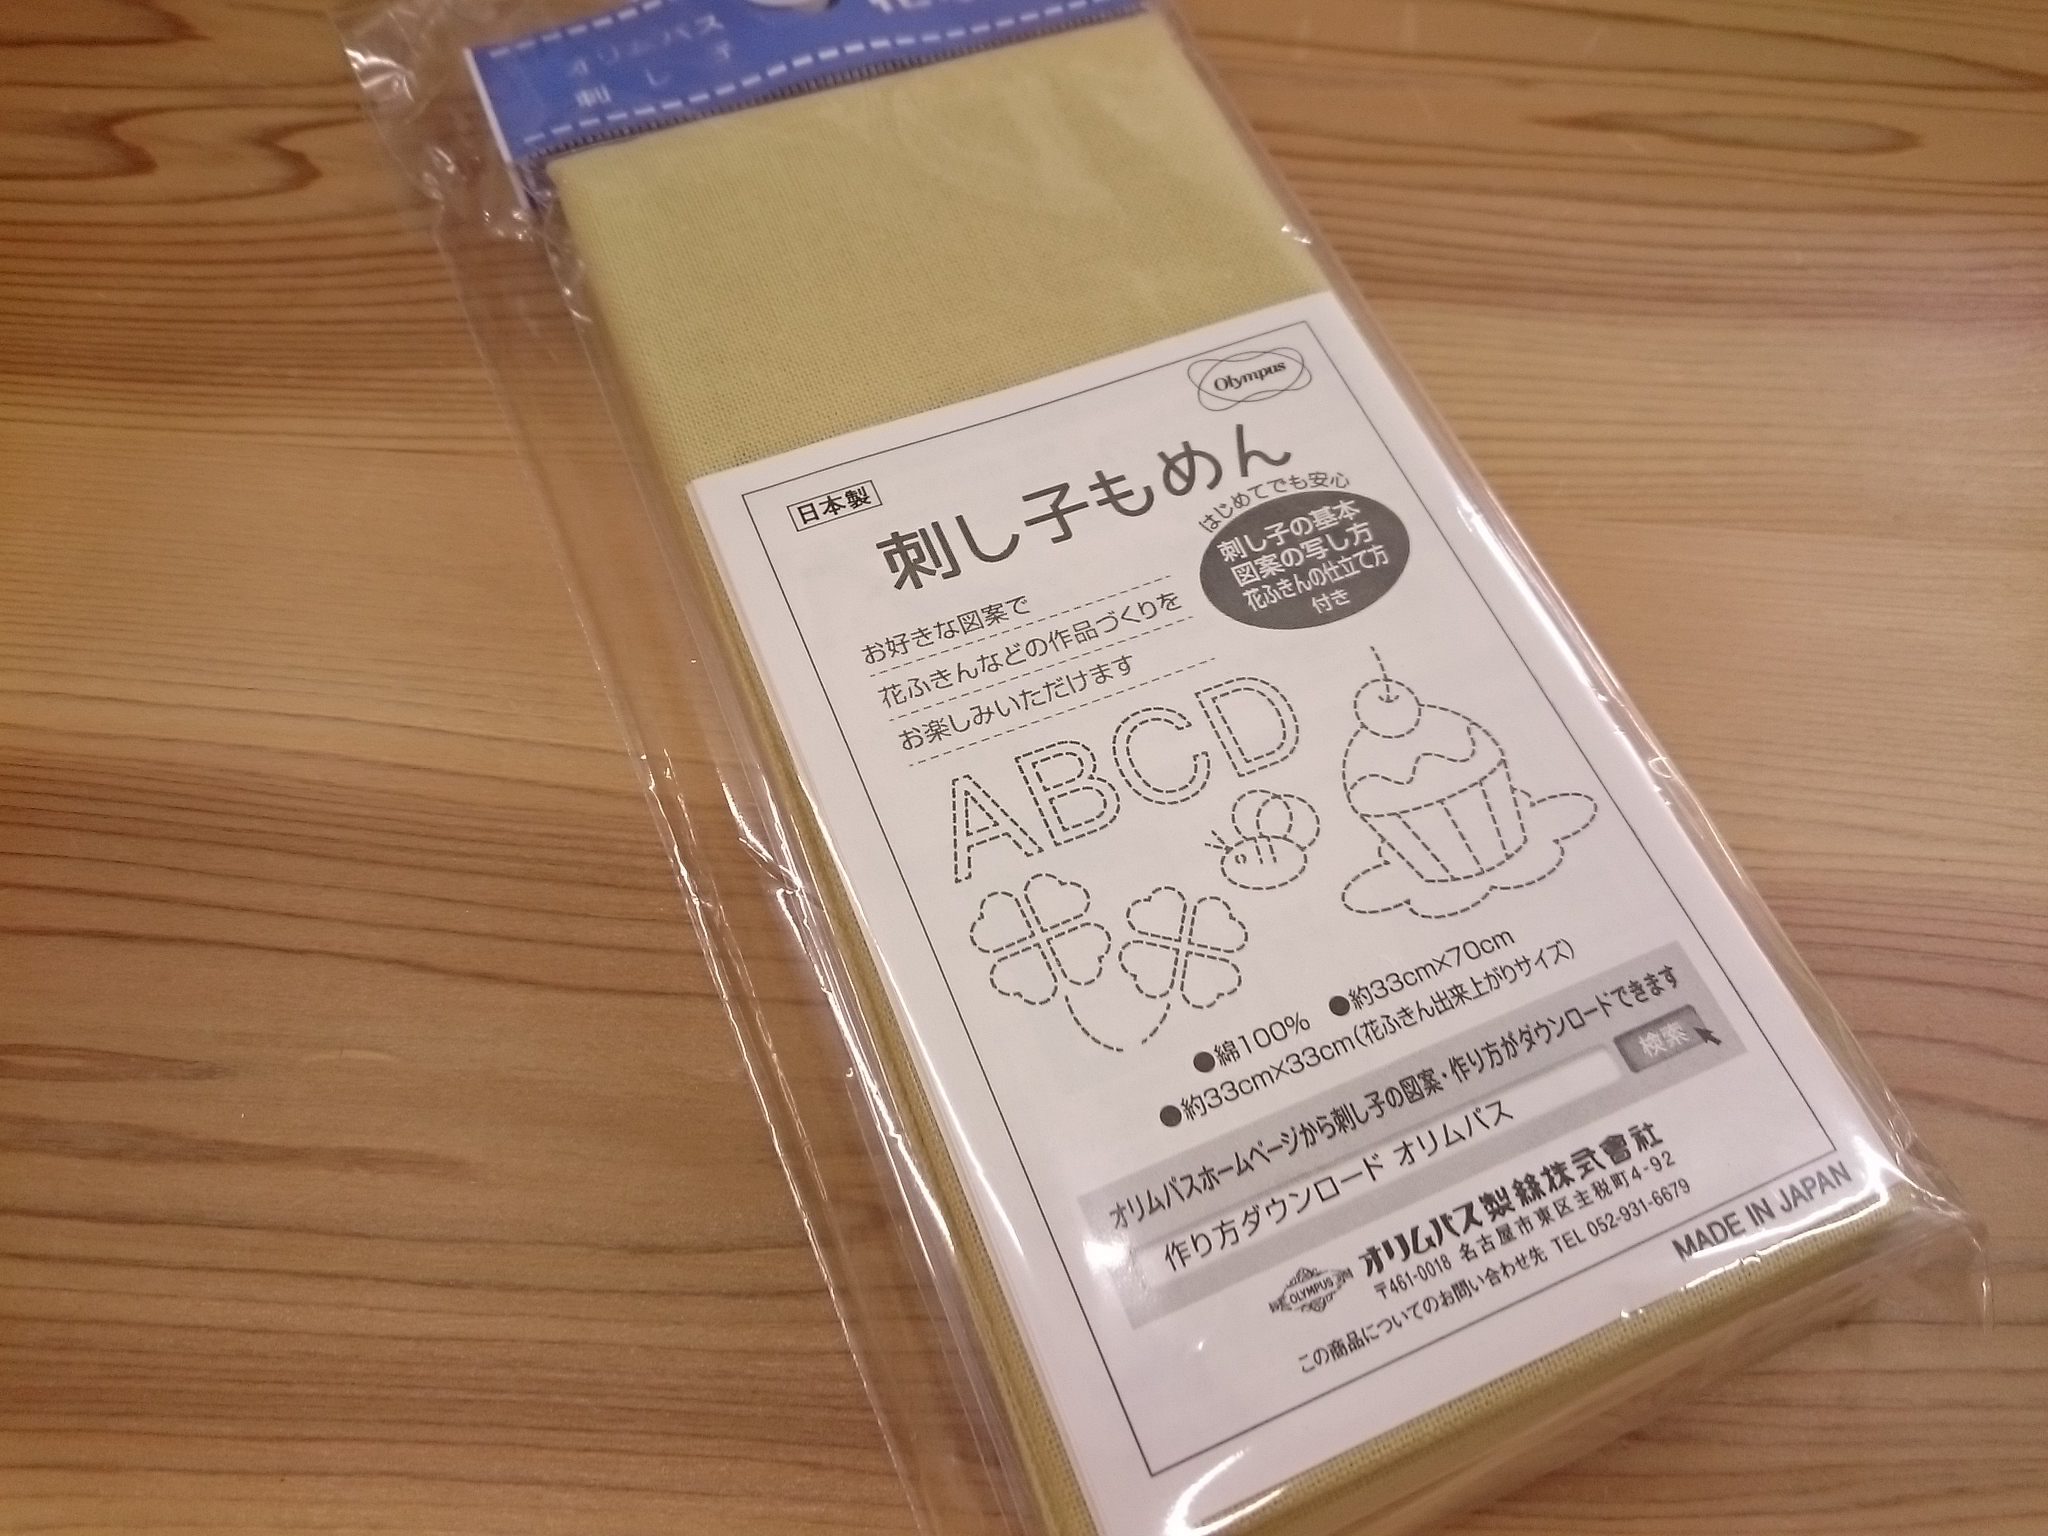 オリムパス
刺し子
Olympus
日本製
刺し子もめん
はじめてでも安心
刺し子の基本
図案の写し方
花ふきんの仕立て方
付き
お好きな図案で
花ふきんなどの作品づくりを
お楽しみいただけます
ABCD
●綿100% ●約33cm×70cm
●約33cm×33cm(花ふきん出来上がりサイズ)
オリムパスホームページから刺し子の図案・作り方がダウンロードできます
作り方ダウンロード オリムパス 検索
OLYMPUS
オリムパス製絲株式會社
〒461-0018 名古屋市東区主税町4-92
この商品についてのお問い合わせ先 TEL 052-931-6679
MADE IN JAPAN